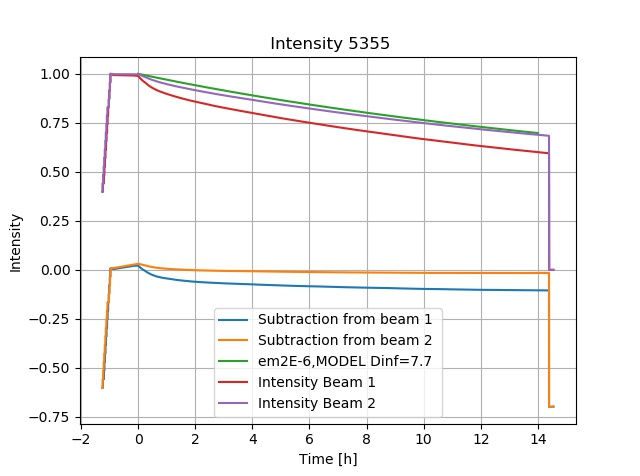 Intensity 5355
1.00
0.75
0.50
0.25
0.00
−0.25
−0.50
−0.75
Intensity
Subtraction from beam 1
Subtraction from beam 2
em2E-6,MODEL Dinf=7.7
Intensity Beam 1
Intensity Beam 2
−2 0 2 4 6 8 10 12 14
Time [h]